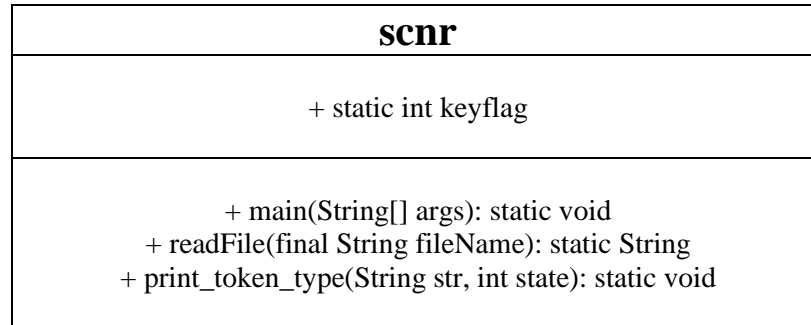 scnr
+ static int keyflag
+ main(String[] args): static void
+ readFile(final String fileName): static String
+ print_token_type(String str, int state): static void